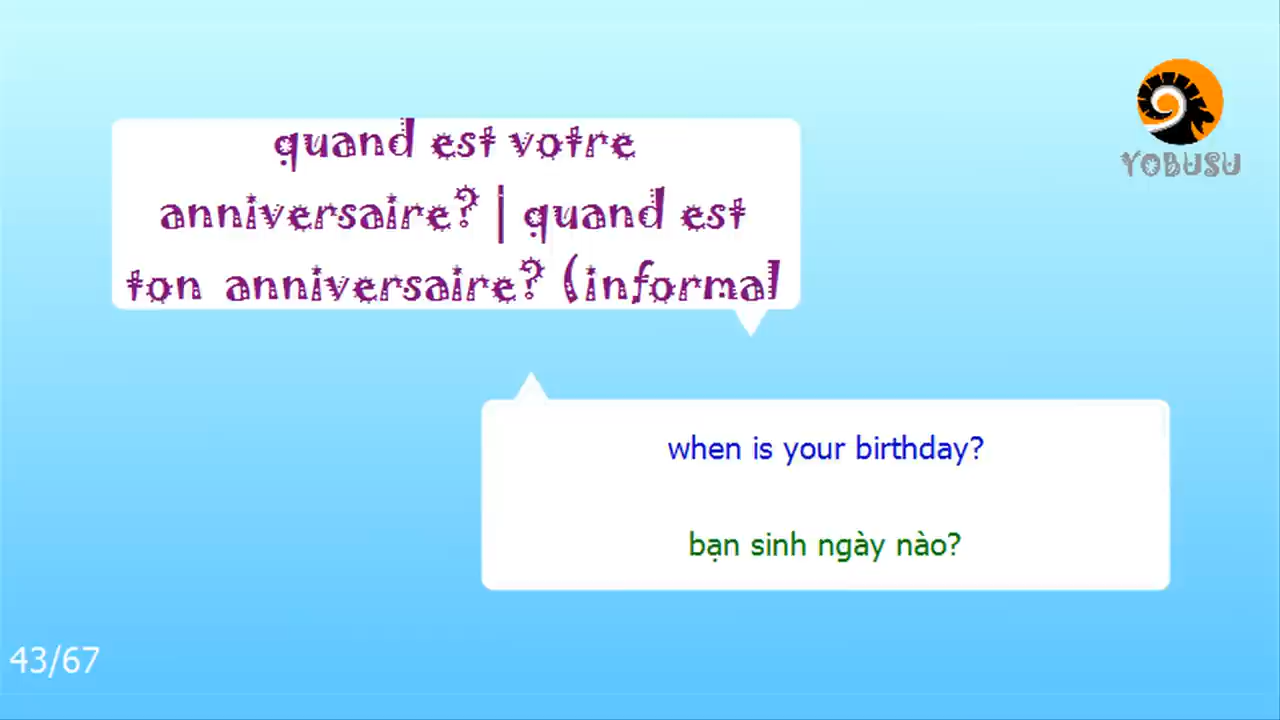 quand est votre
anniversaire? | quand est
ton anniversaire? (informal
YOBUSU
when is your birthday?
bạn sinh ngày nào?
43/67